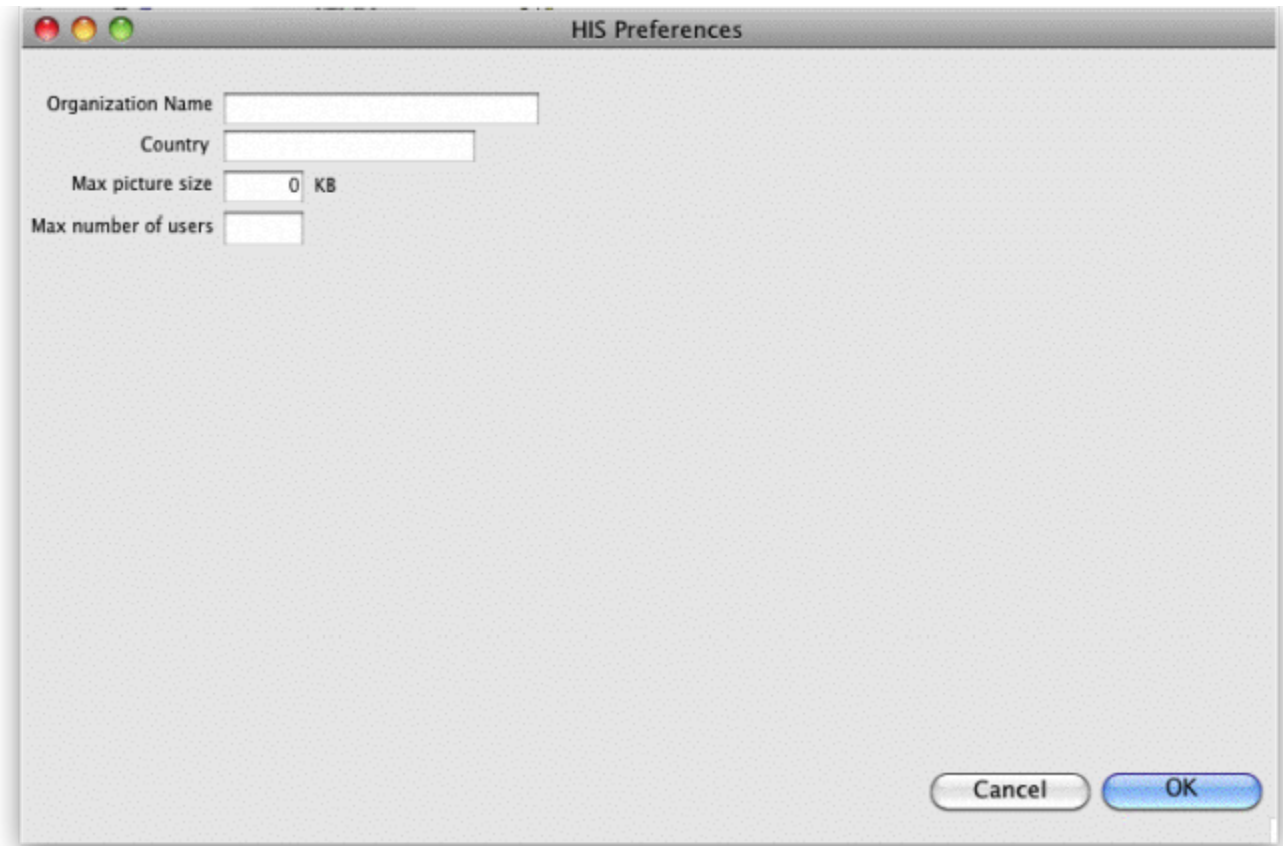 HIS Preferences
Organization Name
Country
Max picture size 0 KB
Max number of users
Cancel OK